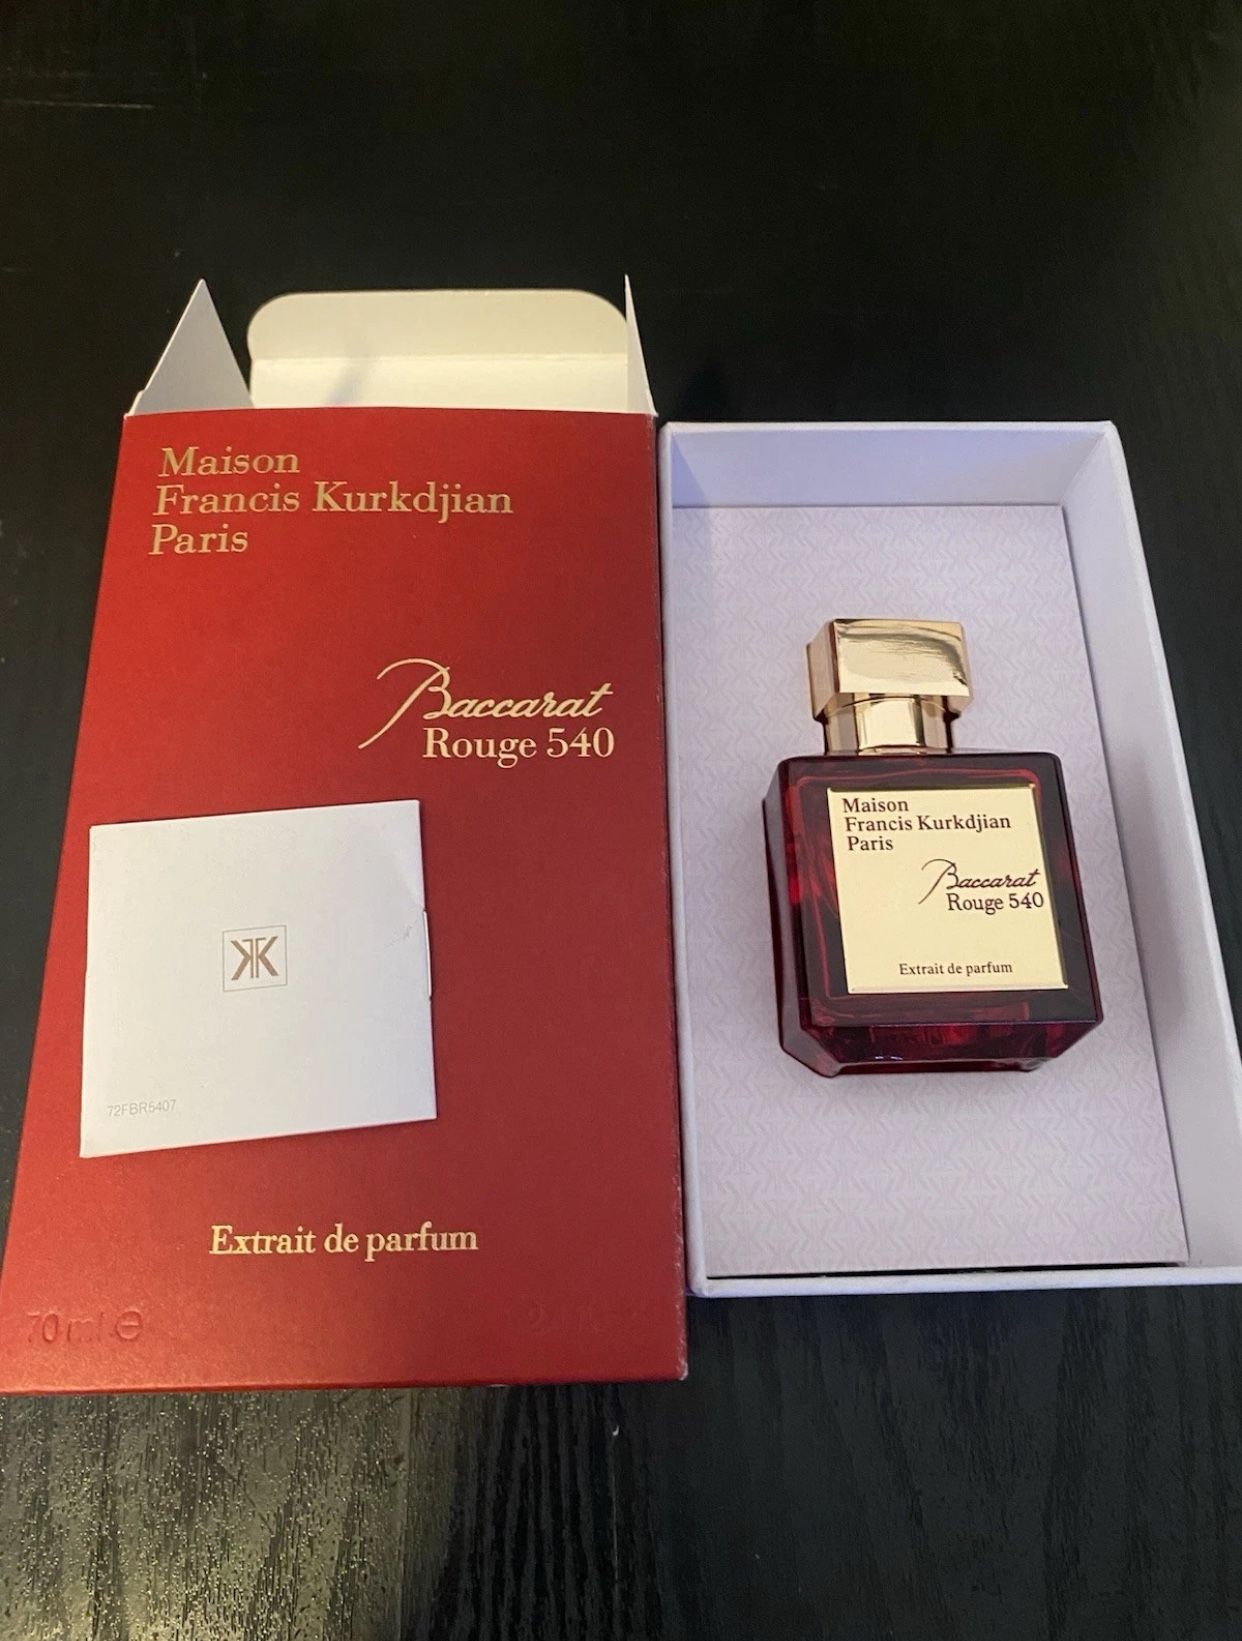 Maison
Francis Kurkdjian
Paris
Baccarat
Rouge 540
72FBR5407
Extrait de parfum
70 ml ℮
Maison
Francis Kurkdjian
Paris
Baccarat
Rouge 540
Extrait de parfum